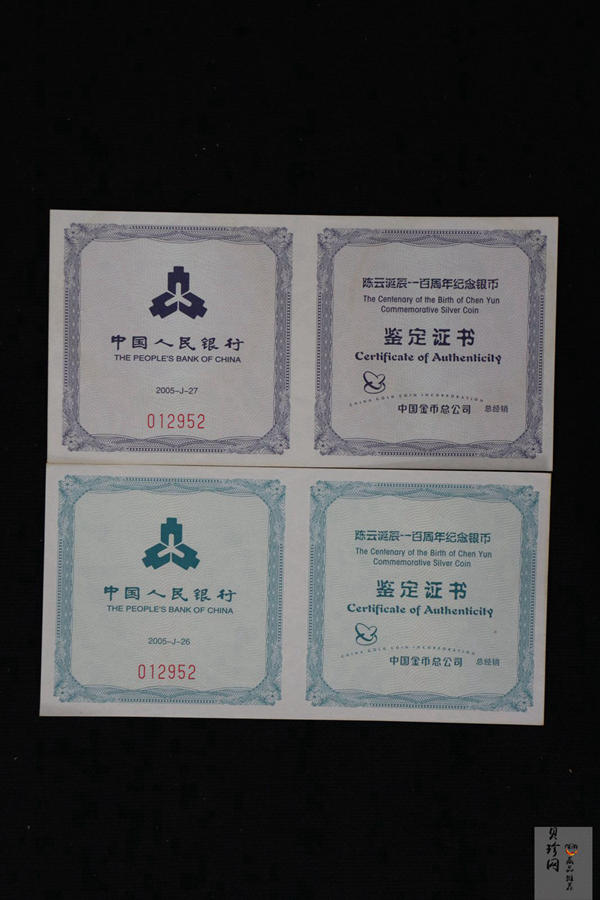 中国人民银行
THE PEOPLE'S BANK OF CHINA
2005-J-27
012952
陈云诞辰一百周年纪念银币
The Centenary of the Birth of Chen Yun
Commemorative Silver Coin
鉴定证书
Certificate of Authenticity
CHINA GOLD COIN INCORPORATION
中国金币总公司 总经销
中国人民银行
THE PEOPLE'S BANK OF CHINA
2005-J-26
012952
陈云诞辰一百周年纪念银币
The Centenary of the Birth of Chen Yun
Commemorative Silver Coin
鉴定证书
Certificate of Authenticity
CHINA GOLD COIN INCORPORATION
中国金币总公司 总经销
贝珍网